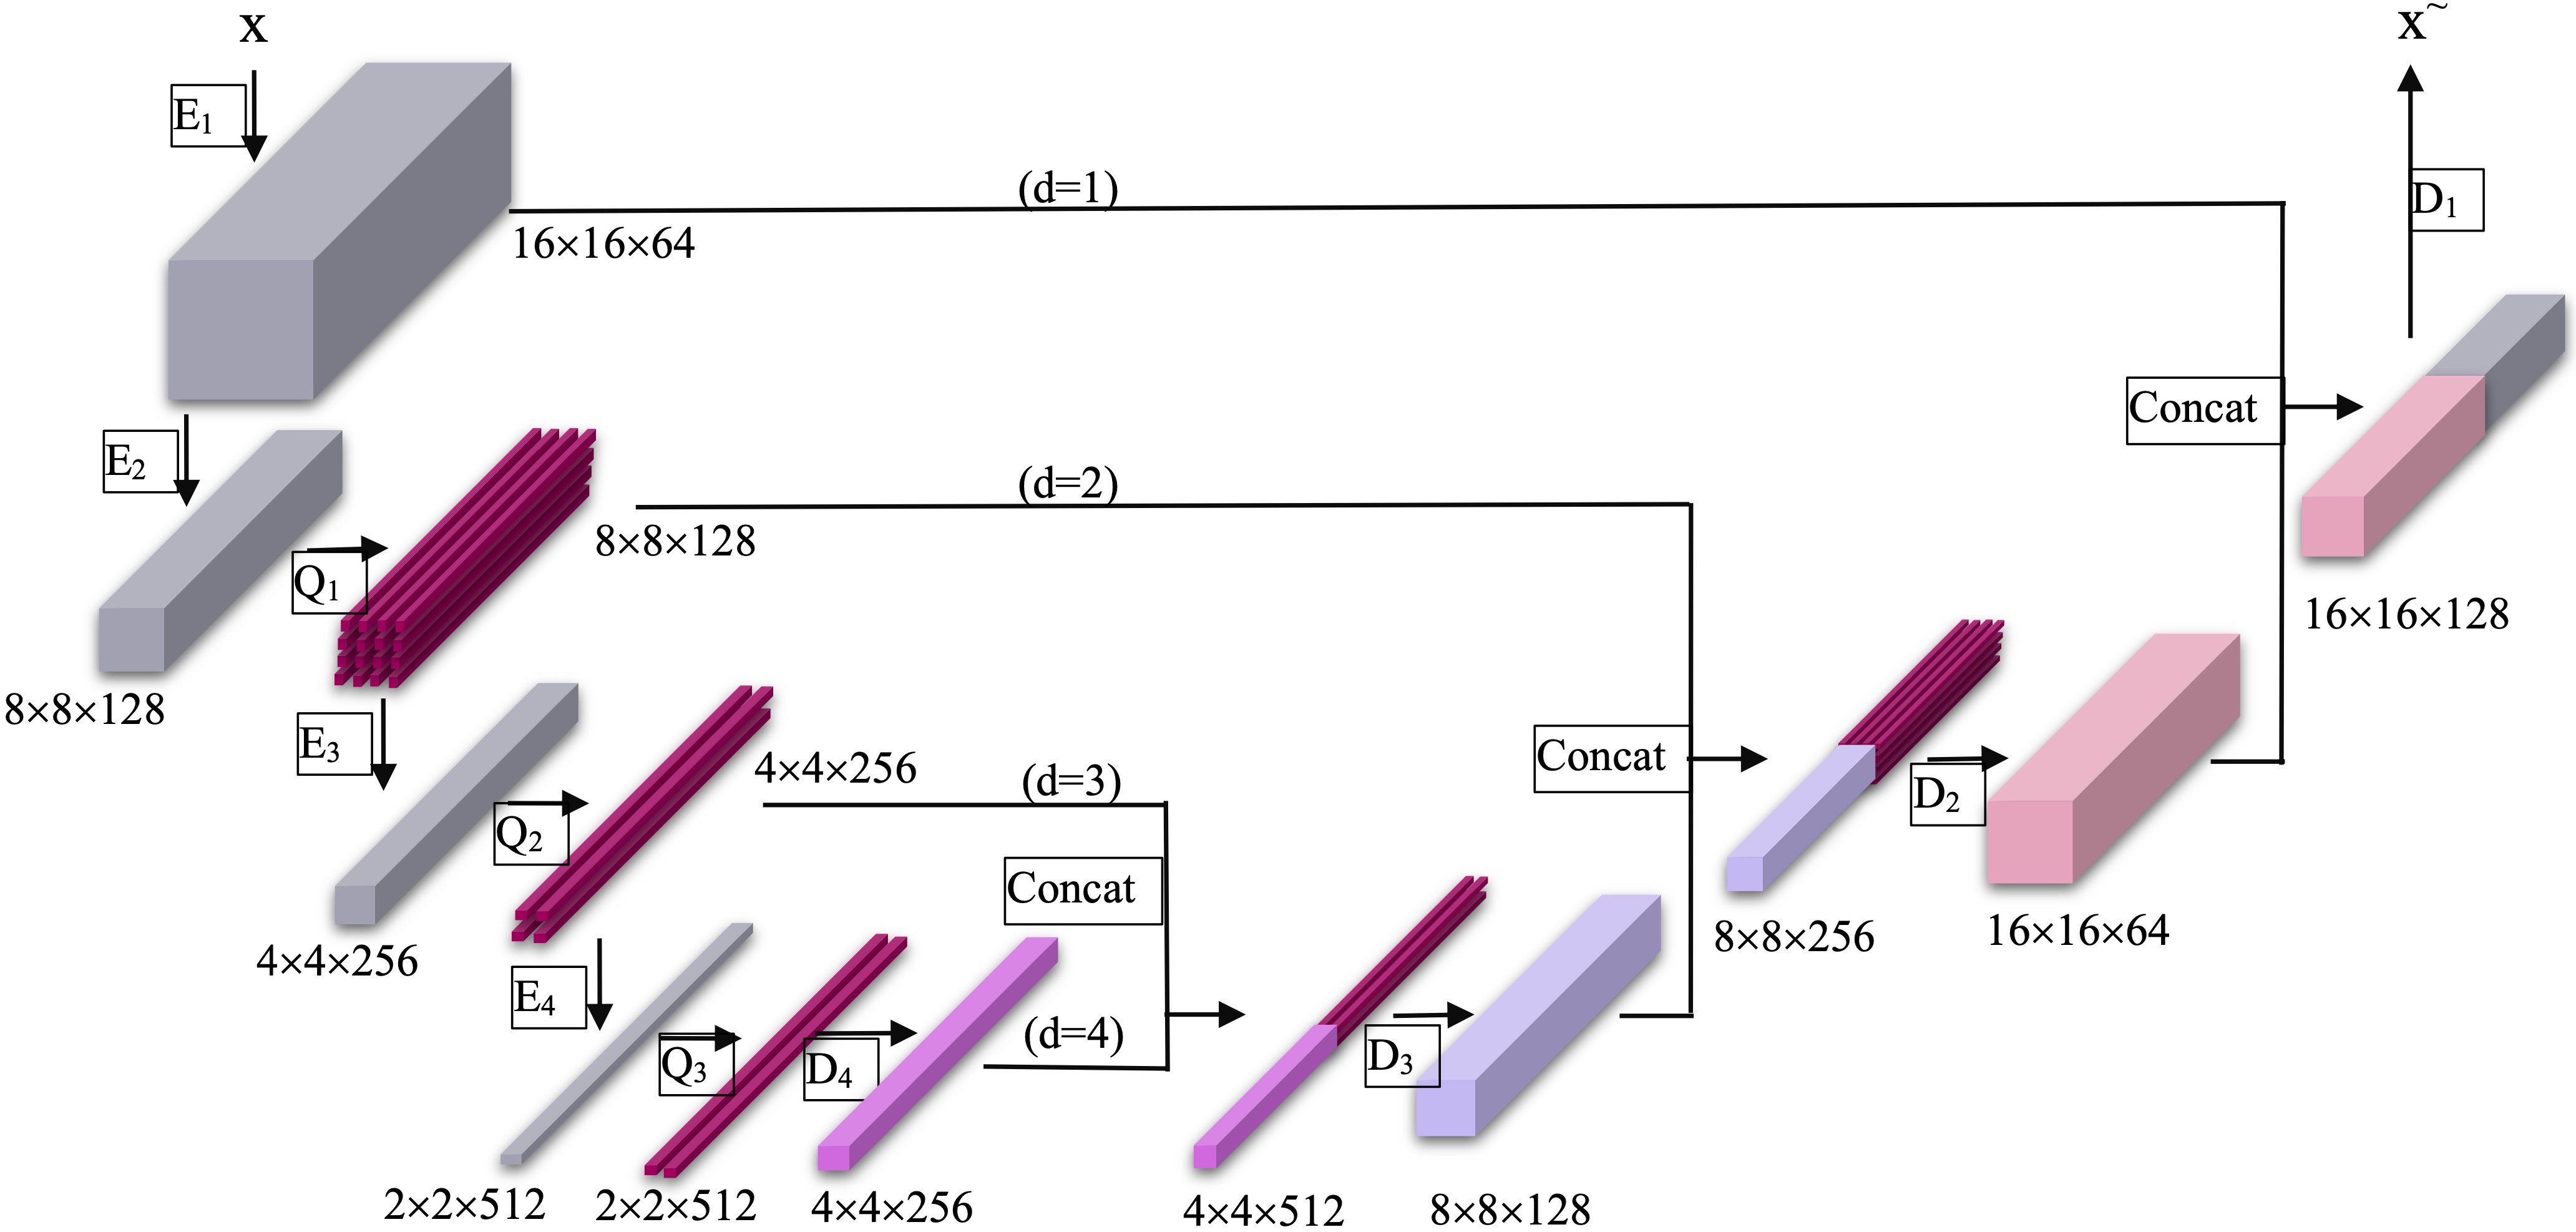 x
x~
E₁
D₁
(d=1)
16×16×64
Concat
E₂
(d=2)
8×8×128
Q₁
16×16×128
8×8×128
E₃
4×4×256
(d=3)
Concat
D₂
Q₂
Concat
8×8×256
16×16×64
4×4×256
E₄
(d=4)
Q₃
D₄
D₃
2×2×512
2×2×512
4×4×256
4×4×512
8×8×128